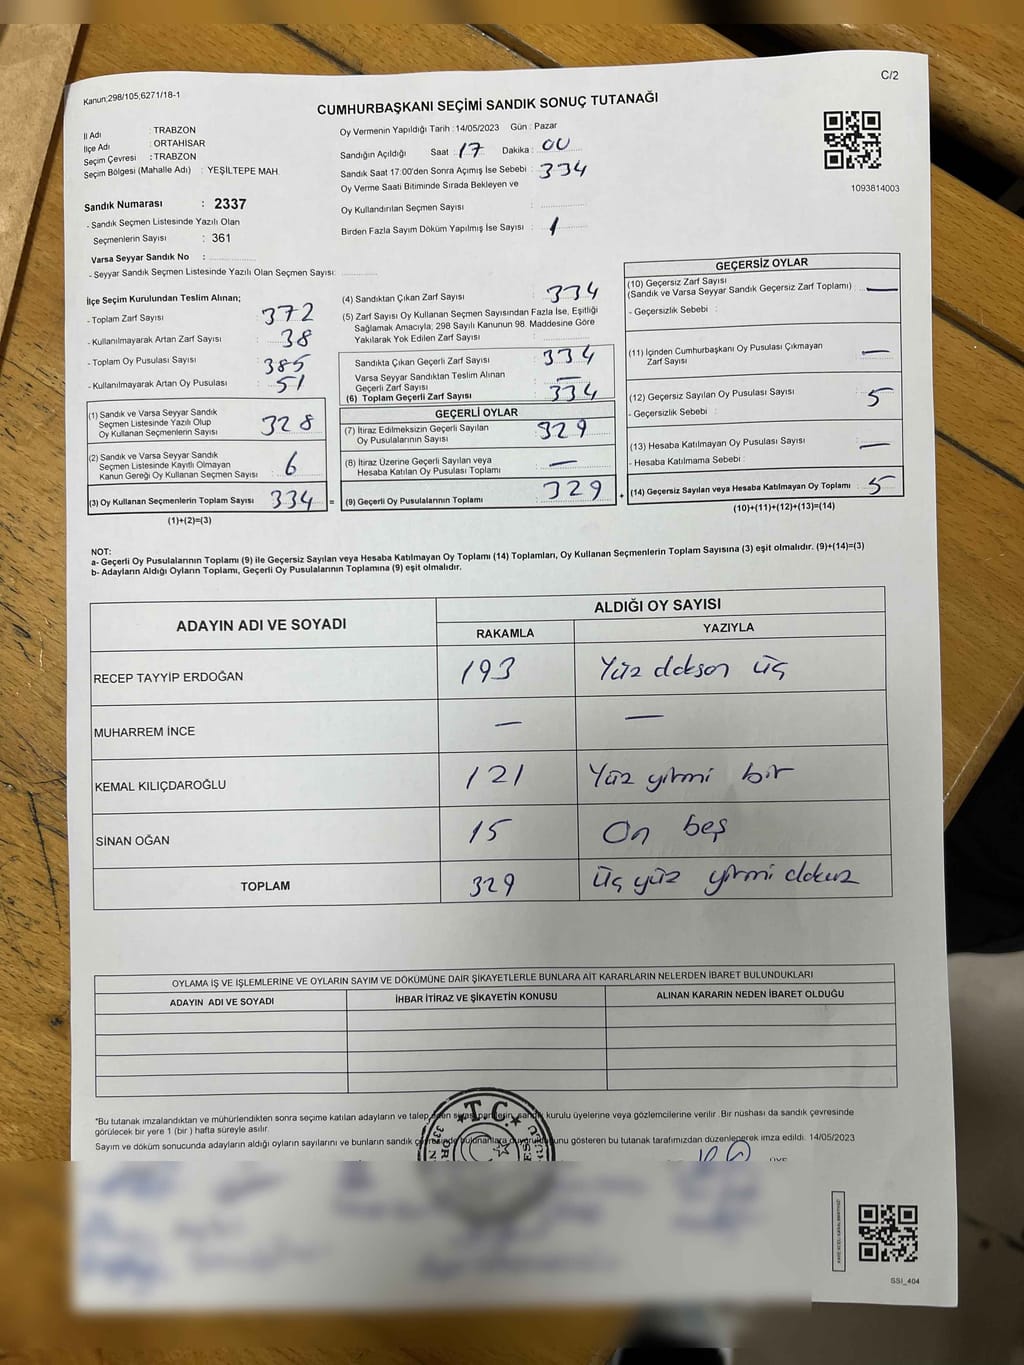 C/2
Kanun:298/105,6271/18-1
CUMHURBAŞKANI SEÇİMİ SANDIK SONUÇ TUTANAĞI
İl Adı : TRABZON
İlçe Adı : ORTAHİSAR
Seçim Çevresi : TRABZON
Seçim Bölgesi (Mahalle Adı) : YEŞİLTEPE MAH.
Oy Vermenin Yapıldığı Tarih : 14/05/2023 Gün : Pazar
Sandığın Açıldığı Saat : 17 Dakika : 00
Sandık Saat 17:00'den Sonra Açımış İse Sebebi : 334
Oy Verme Saati Bitiminde Sırada Bekleyen ve
Oy Kullandırılan Seçmen Sayısı :
Birden Fazla Sayım Döküm Yapılmış İse Sayısı : 1
1093814003
Sandık Numarası : 2337
- Sandık Seçmen Listesinde Yazılı Olan
Seçmenlerin Sayısı : 361
Varsa Seyyar Sandık No :
- Seyyar Sandık Seçmen Listesinde Yazılı Olan Seçmen Sayısı:
İlçe Seçim Kurulundan Teslim Alınan;
- Toplam Zarf Sayısı : 372
- Kullanılmayarak Artan Zarf Sayısı : 38
- Toplam Oy Pusulası Sayısı : 385
- Kullanılmayarak Artan Oy Pusulası : 51
(1) Sandık ve Varsa Seyyar Sandık
Seçmen Listesinde Yazılı Olup
Oy Kullanan Seçmenlerin Sayısı : 328
(2) Sandık ve Varsa Seyyar Sandık
Seçmen Listesinde Kayıtlı Olmayan
Kanun Gereği Oy Kullanan Seçmen Sayısı : 6
(3) Oy Kullanan Seçmenlerin Toplam Sayısı : 334 =
(1)+(2)=(3)
(4) Sandıktan Çıkan Zarf Sayısı : 334
(5) Zarf Sayısı Oy Kullanan Seçmen Sayısından Fazla İse, Eşitliği
Sağlamak Amacıyla; 298 Sayılı Kanunun 98. Maddesine Göre
Yakılarak Yok Edilen Zarf Sayısı :
Sandıkta Çıkan Geçerli Zarf Sayısı : 334
Varsa Seyyar Sandıktan Teslim Alınan
Geçerli Zarf Sayısı : —
(6) Toplam Geçerli Zarf Sayısı : 334
GEÇERLİ OYLAR
(7) İtiraz Edilmeksizin Geçerli Sayılan
Oy Pusulalarının Sayısı : 329
(8) İtiraz Üzerine Geçerli Sayılan veya
Hesaba Katılan Oy Pusulası Toplamı : —
(9) Geçerli Oy Pusulalarının Toplamı : 329 +
GEÇERSİZ OYLAR
(10) Geçersiz Zarf Sayısı
(Sandık ve Varsa Seyyar Sandık Geçersiz Zarf Toplamı) : —
- Geçersizlik Sebebi :
(11) İçinden Cumhurbaşkanı Oy Pusulası Çıkmayan
Zarf Sayısı : —
(12) Geçersiz Sayılan Oy Pusulası Sayısı : 5
- Geçersizlik Sebebi :
(13) Hesaba Katılmayan Oy Pusulası Sayısı : —
- Hesaba Katılmama Sebebi :
(14) Geçersiz Sayılan veya Hesaba Katılmayan Oy Toplamı : 5
(10)+(11)+(12)+(13)=(14)
NOT:
a- Geçerli Oy Pusulalarının Toplamı (9) ile Geçersiz Sayılan veya Hesaba Katılmayan Oy Toplamı (14) Toplamları, Oy Kullanan Seçmenlerin Toplam Sayısına (3) eşit olmalıdır. (9)+(14)=(3)
b- Adayların Aldığı Oyların Toplamı, Geçerli Oy Pusulalarının Toplamına (9) eşit olmalıdır.
ADAYIN ADI VE SOYADI ALDIĞI OY SAYISI
RAKAMLA YAZIYLA
RECEP TAYYİP ERDOĞAN 193 Yüz doksan üç
MUHARREM İNCE — —
KEMAL KILIÇDAROĞLU 121 Yüz yirmi bir
SİNAN OĞAN 15 On beş
TOPLAM 329 Üç yüz yirmi dokuz
OYLAMA İŞ VE İŞLEMLERİNE VE OYLARIN SAYIM VE DÖKÜMÜNE DAİR ŞİKAYETLERLE BUNLARA AİT KARARLARIN NELERDEN İBARET BULUNDUKLARI
ADAYIN ADI VE SOYADI İHBAR İTİRAZ VE ŞİKAYETİN KONUSU ALINAN KARARIN NEDEN İBARET OLDUĞU
*Bu tutanak imzalandıktan ve mühürlendikten sonra seçime katılan adayların ve talep eden siyasi partilerin, sandık kurulu üyelerine veya gözlemcilerine verilir .Bir nüshası da sandık çevresinde
görülecek bir yere 1 (bir) hafta süreyle asılır.
Sayım ve döküm sonucunda adayların aldığı oyların sayılarını ve bunların sandık çevresinde bulunanlara duyurulduğunu gösteren bu tutanak tarafımızdan düzenlenerek imza edildi. 14/05/2023
T.C.
ÜYE
SSI_404